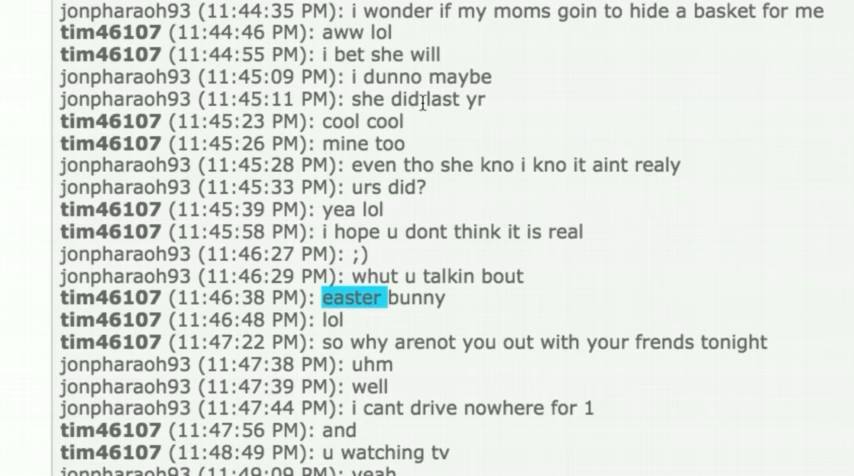 jonpharaoh93 (11:44:35 PM): i wonder if my moms goin to hide a basket for me
tim46107 (11:44:46 PM): aww lol
tim46107 (11:44:55 PM): i bet she will
jonpharaoh93 (11:45:09 PM): i dunno maybe
jonpharaoh93 (11:45:11 PM): she did last yr
tim46107 (11:45:23 PM): cool cool
tim46107 (11:45:26 PM): mine too
jonpharaoh93 (11:45:28 PM): even tho she kno i kno it aint realy
jonpharaoh93 (11:45:33 PM): urs did?
tim46107 (11:45:39 PM): yea lol
tim46107 (11:45:58 PM): i hope u dont think it is real
jonpharaoh93 (11:46:27 PM): ;)
jonpharaoh93 (11:46:29 PM): whut u talkin bout
tim46107 (11:46:38 PM): easter bunny
tim46107 (11:46:48 PM): lol
tim46107 (11:47:22 PM): so why arenot you out with your frends tonight
jonpharaoh93 (11:47:38 PM): uhm
jonpharaoh93 (11:47:39 PM): well
jonpharaoh93 (11:47:44 PM): i cant drive nowhere for 1
tim46107 (11:47:56 PM): and
tim46107 (11:48:49 PM): u watching tv
jonpharaoh93 (11:49:09 PM): yeah